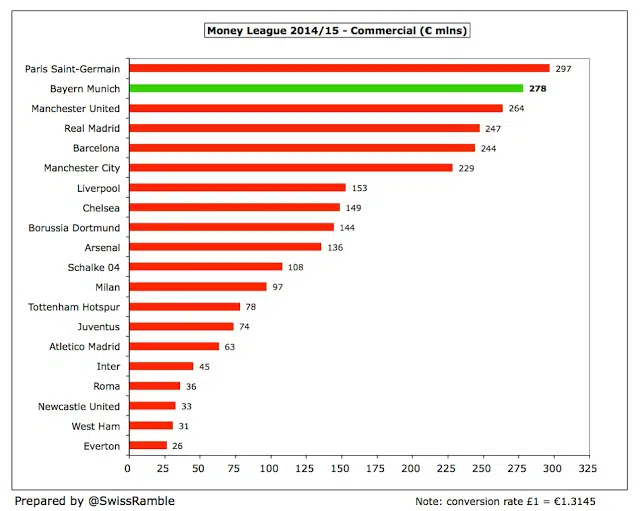 Money League 2014/15 - Commercial (€ mlns)
Paris Saint-Germain 297
Bayern Munich 278
Manchester United 264
Real Madrid 247
Barcelona 244
Manchester City 229
Liverpool 153
Chelsea 149
Borussia Dortmund 144
Arsenal 136
Schalke 04 108
Milan 97
Tottenham Hotspur 78
Juventus 74
Atletico Madrid 63
Inter 45
Roma 36
Newcastle United 33
West Ham 31
Everton 26
0 25 50 75 100 125 150 175 200 225 250 275 300 325
Prepared by @SwissRamble Note: conversion rate £1 = €1.3145